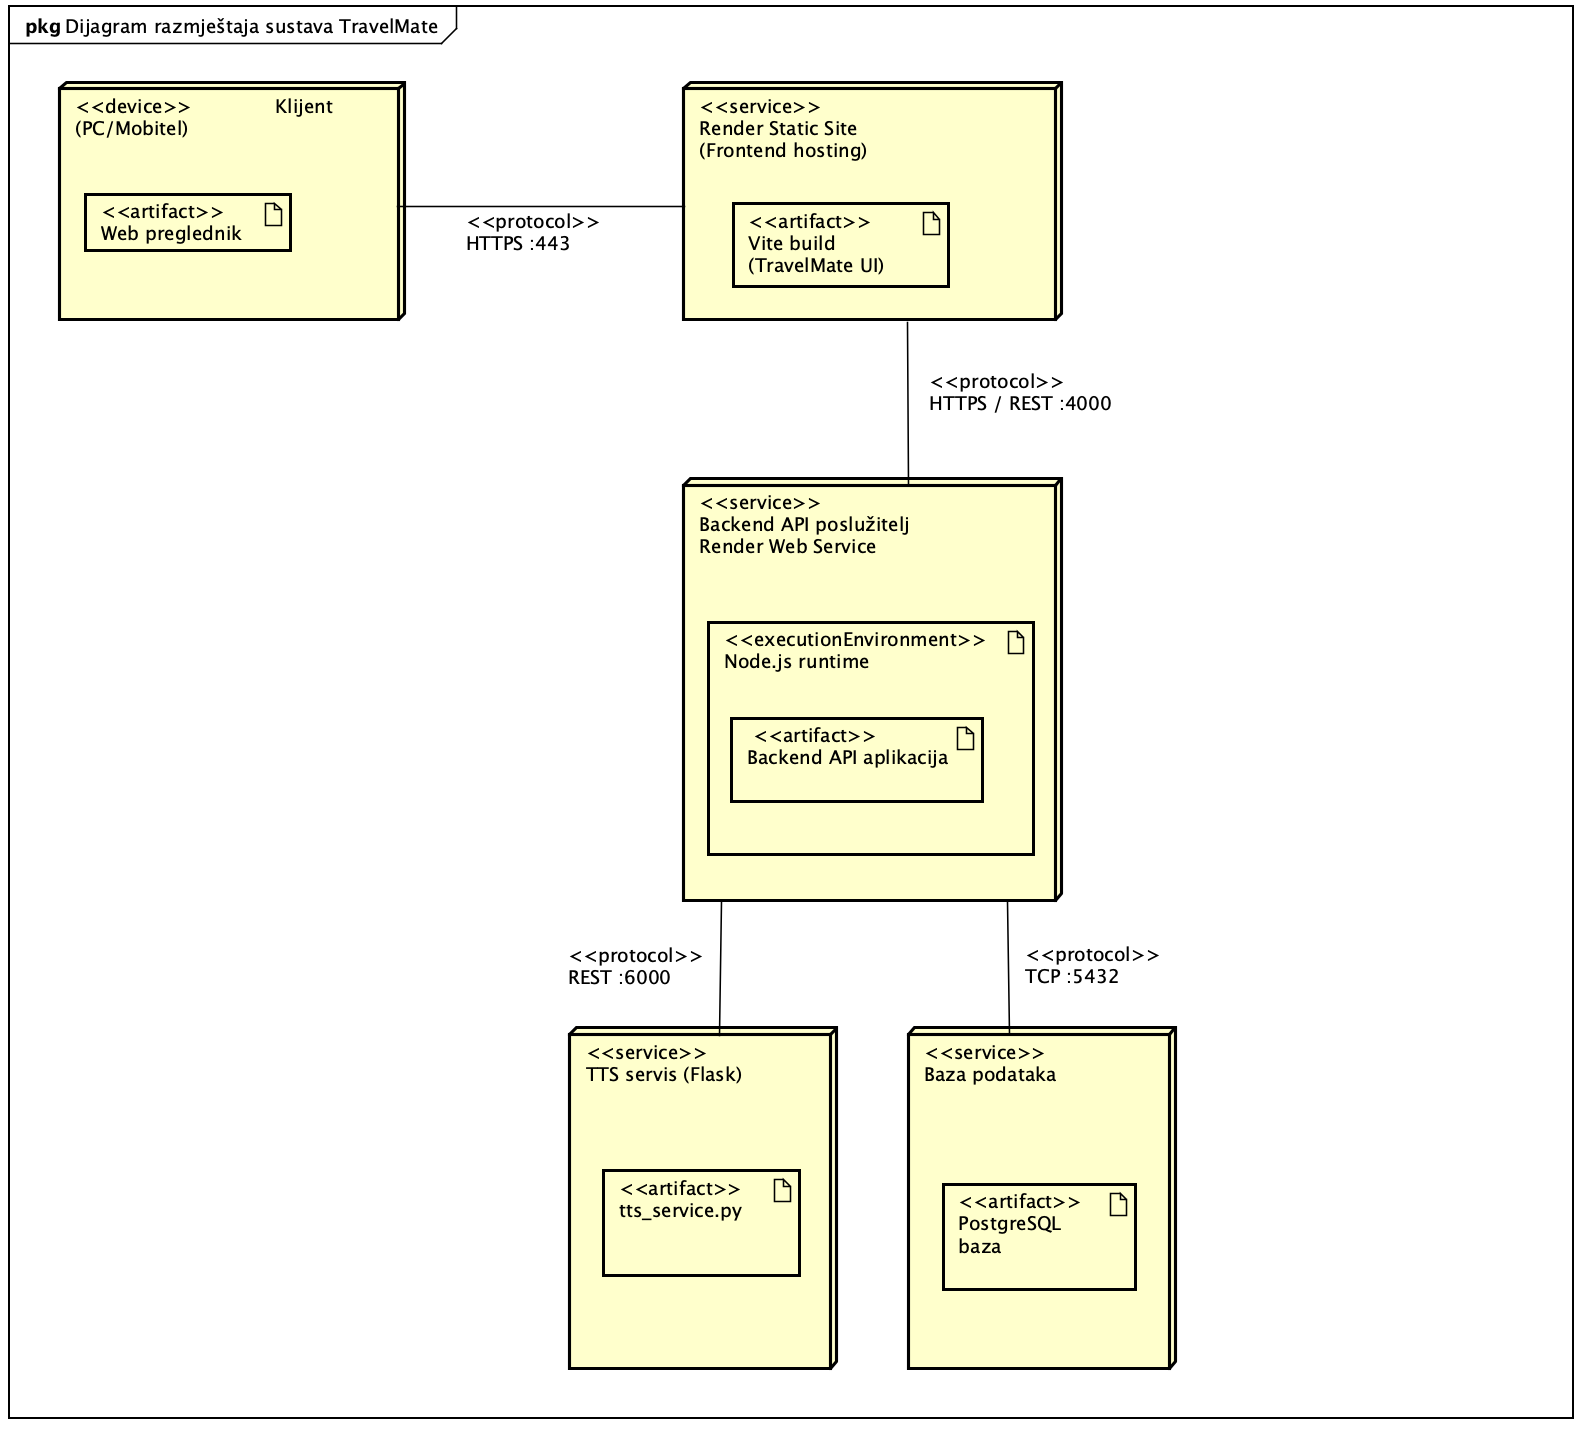 pkg Dijagram razmještaja sustava TravelMate
<<device>> Klijent
(PC/Mobitel)
<<artifact>>
Web preglednik
<<protocol>>
HTTPS :443
<<service>>
Render Static Site
(Frontend hosting)
<<artifact>>
Vite build
(TravelMate UI)
<<protocol>>
HTTPS / REST :4000
<<service>>
Backend API poslužitelj
Render Web Service
<<executionEnvironment>>
Node.js runtime
<<artifact>>
Backend API aplikacija
<<protocol>>
REST :6000
<<protocol>>
TCP :5432
<<service>>
TTS servis (Flask)
<<artifact>>
tts_service.py
<<service>>
Baza podataka
<<artifact>>
PostgreSQL
baza